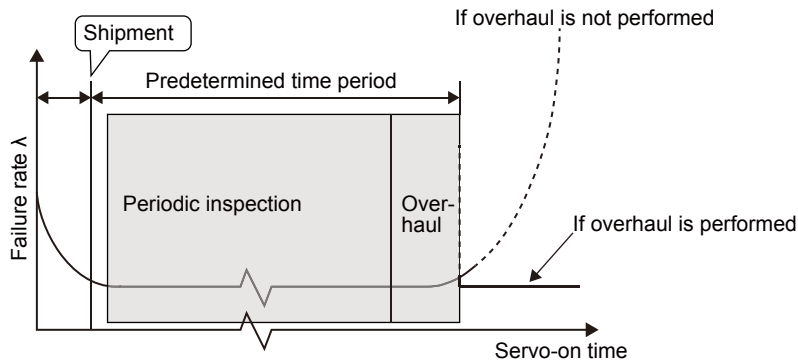 If overhaul is not performed
Shipment
Predetermined time period
Failure rate λ
Periodic inspection
Over-
haul
If overhaul is performed
Servo-on time